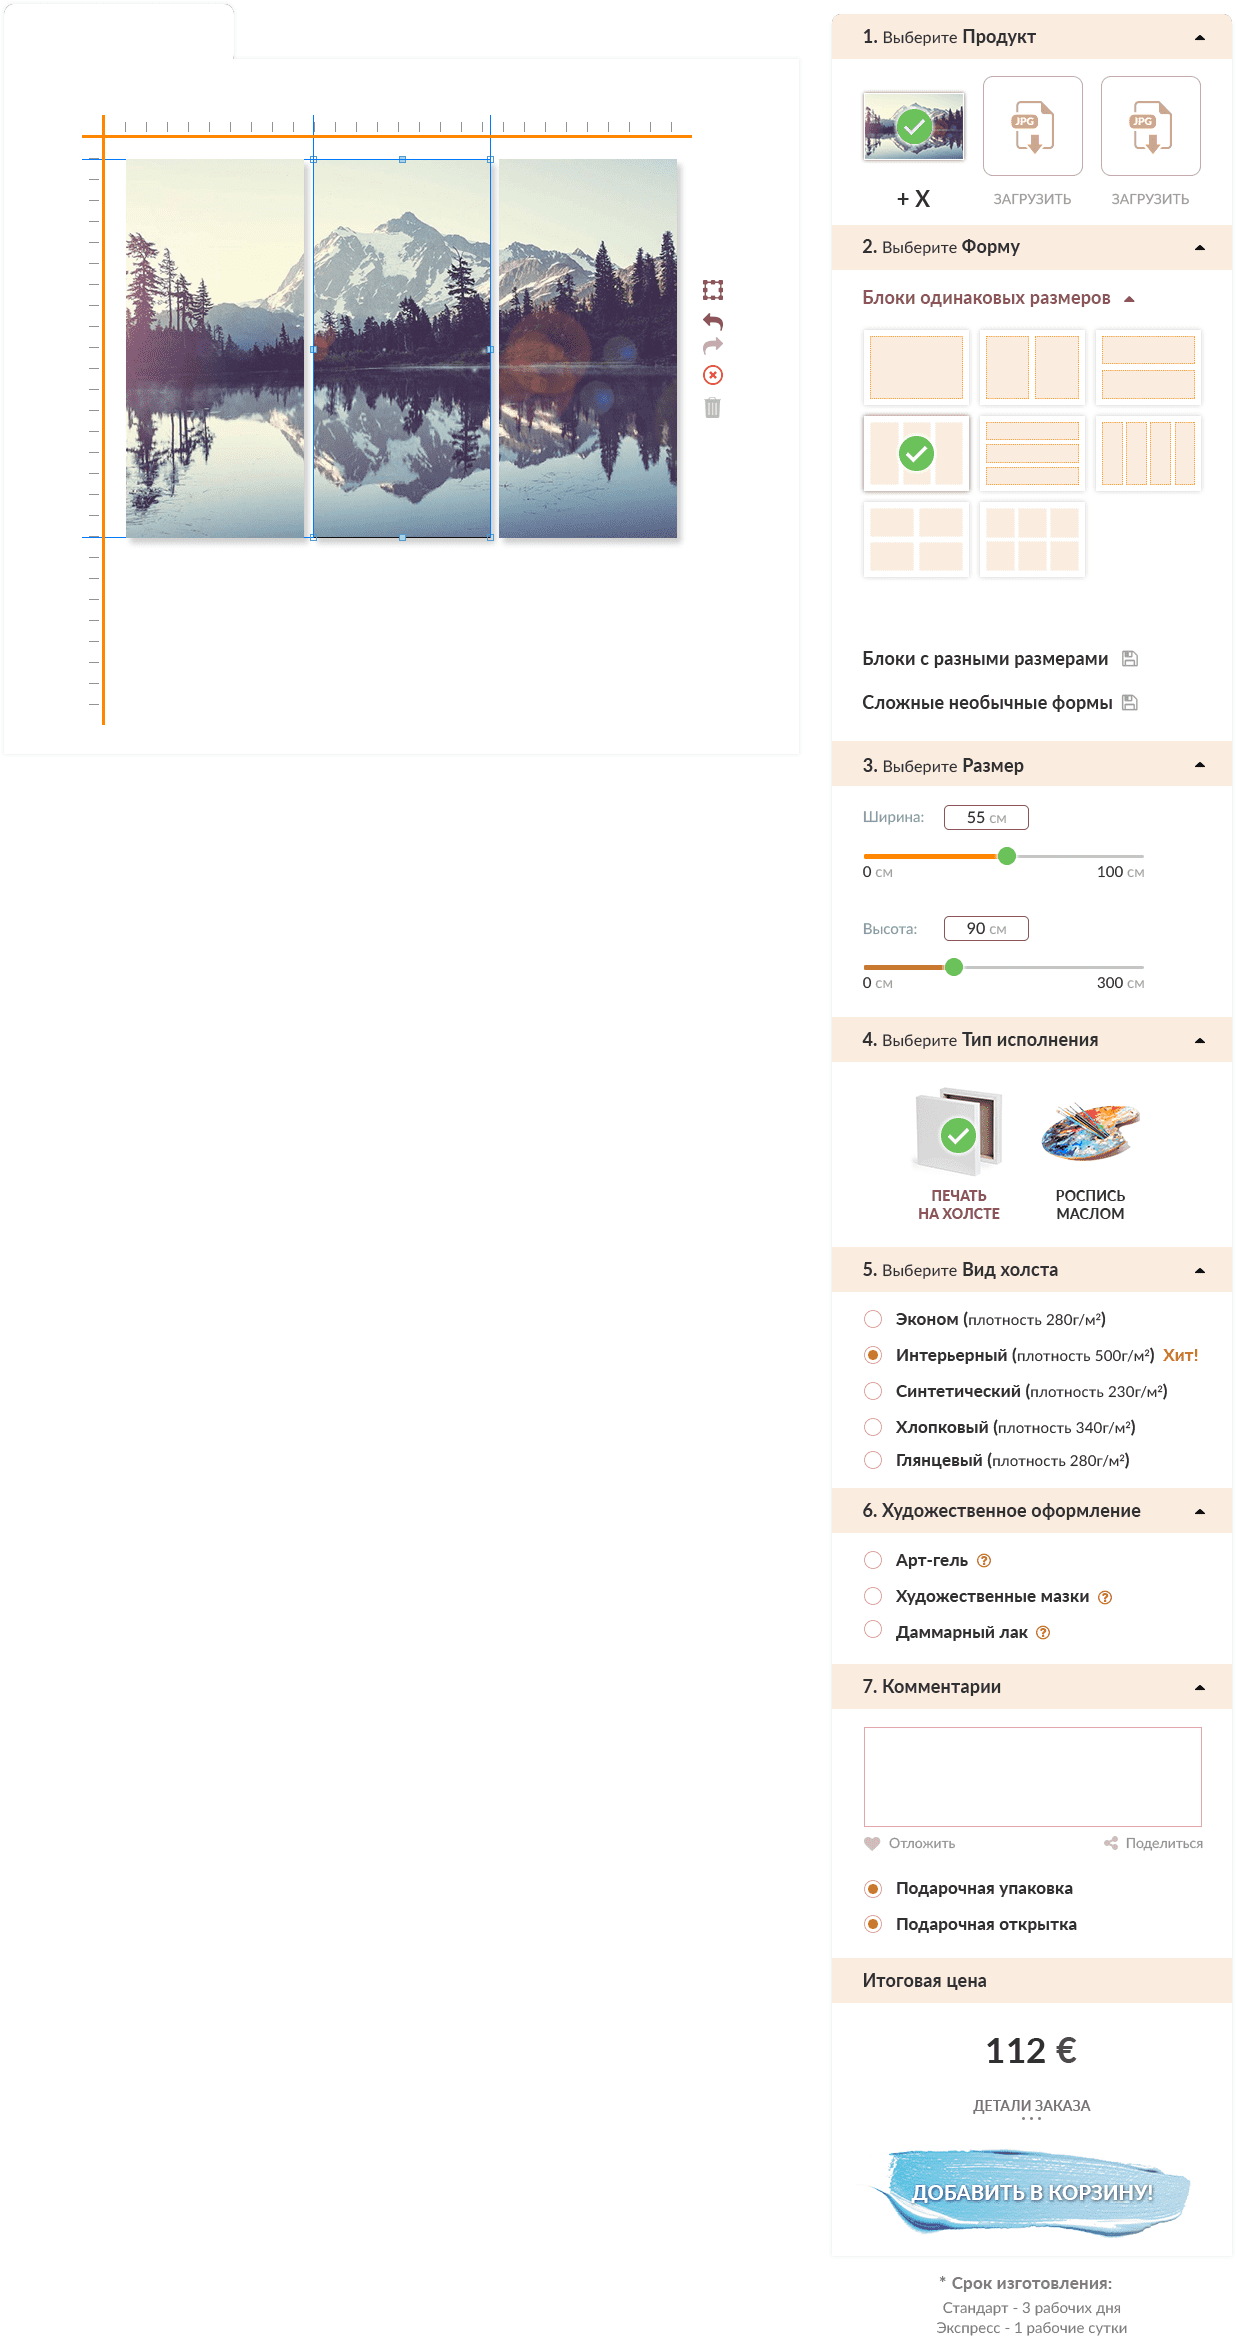 1. Выберите Продукт
JPG
JPG
+ X
ЗАГРУЗИТЬ
ЗАГРУЗИТЬ
2. Выберите Форму
Блоки одинаковых размеров
Блоки с разными размерами
Сложные необычные формы
3. Выберите Размер
Ширина: 55 см
0 см 100 см
Высота: 90 см
0 см 300 см
4. Выберите Тип исполнения
ПЕЧАТЬ
НА ХОЛСТЕ
РОСПИСЬ
МАСЛОМ
5. Выберите Вид холста
Эконом (плотность 280г/м²)
Интерьерный (плотность 500г/м²) Хит!
Синтетический (плотность 230г/м²)
Хлопковый (плотность 340г/м²)
Глянцевый (плотность 280г/м²)
6. Художественное оформление
Арт-гель ?
Художественные мазки ?
Даммарный лак ?
7. Комментарии
Отложить Поделиться
Подарочная упаковка
Подарочная открытка
Итоговая цена
112 €
ДЕТАЛИ ЗАКАЗА
...
ДОБАВИТЬ В КОРЗИНУ!
* Срок изготовления:
Стандарт - 3 рабочих дня
Экспресс - 1 рабочие сутки